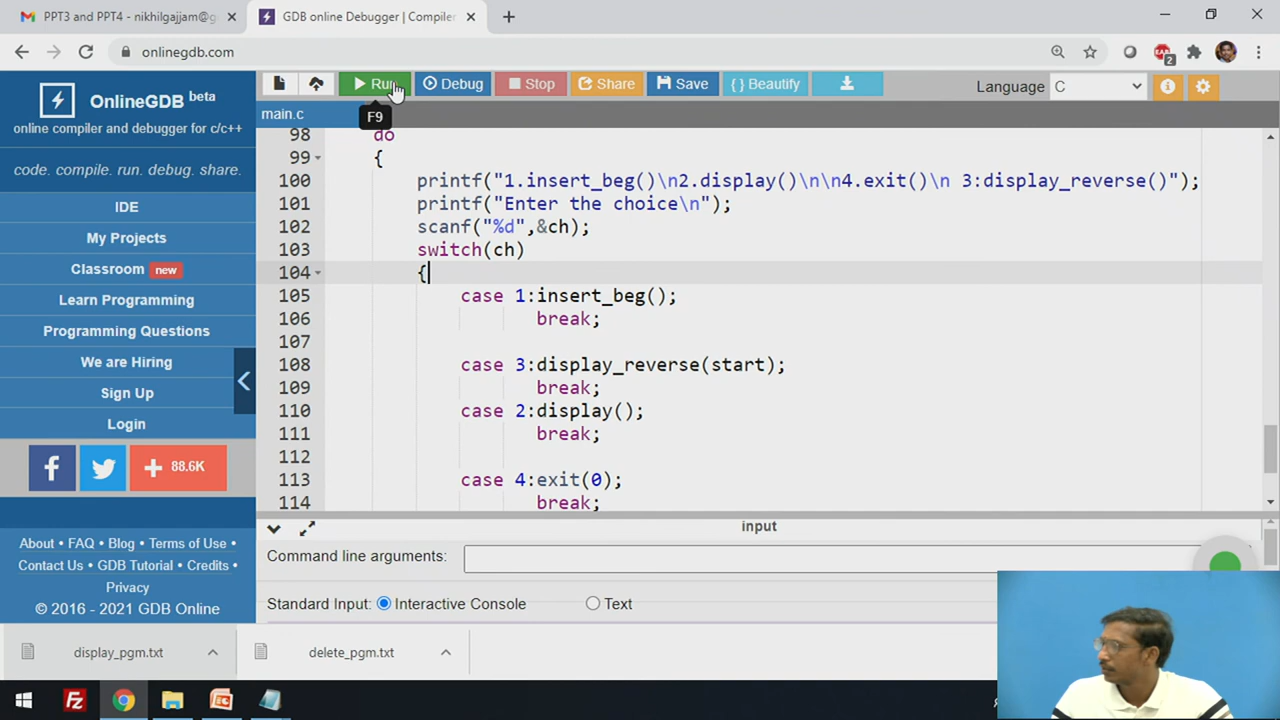 PPT3 and PPT4 - nikhilgajjam@g
GDB online Debugger | Compiler
onlinegdb.com
2
OnlineGDB beta
online compiler and debugger for c/c++
code. compile. run. debug. share.
IDE
My Projects
Classroom new
Learn Programming
Programming Questions
We are Hiring
Sign Up
Login
88.6K
About • FAQ • Blog • Terms of Use •
Contact Us • GDB Tutorial • Credits •
Privacy
© 2016 - 2021 GDB Online
Run
Debug
Stop
Share
Save
{ } Beautify
Language C
F9
main.c
98 do
99 {
100 printf("1.insert_beg()\n2.display()\n\n4.exit()\n 3:display_reverse()");
101 printf("Enter the choice\n");
102 scanf("%d",&ch);
103 switch(ch)
104 {
105 case 1:insert_beg();
106 break;
107
108 case 3:display_reverse(start);
109 break;
110 case 2:display();
111 break;
112
113 case 4:exit(0);
114 break;
input
Command line arguments:
Standard Input: Interactive Console Text
display_pgm.txt
delete_pgm.txt